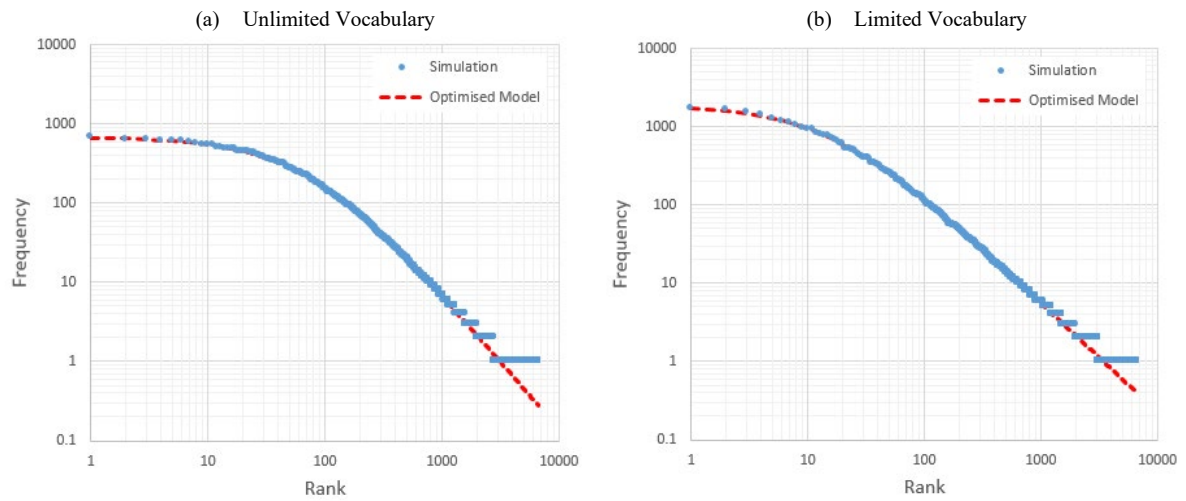 (a) Unlimited Vocabulary
10000
1000
100
10
1
0.1
Frequency
Simulation
Optimised Model
1 10 100 1000 10000
Rank
(b) Limited Vocabulary
10000
1000
100
10
1
0.1
Frequency
Simulation
Optimised Model
1 10 100 1000 10000
Rank